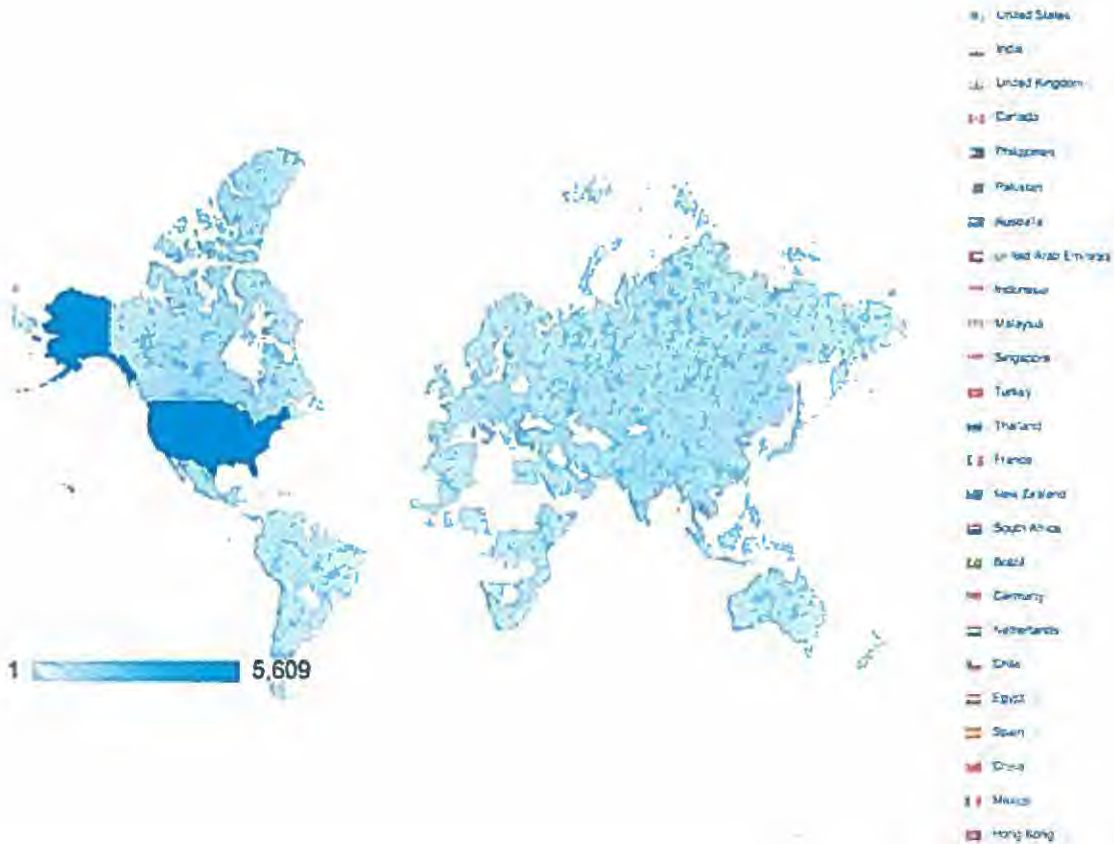 United States
India
United Kingdom
Canada
Philippines
Pakistan
Australia
United Arab Emirates
Indonesia
Malaysia
Singapore
Turkey
Thailand
France
New Zealand
South Africa
Brazil
Germany
Netherlands
Chile
Egypt
Spain
China
Mexico
Hong Kong
1 5,609